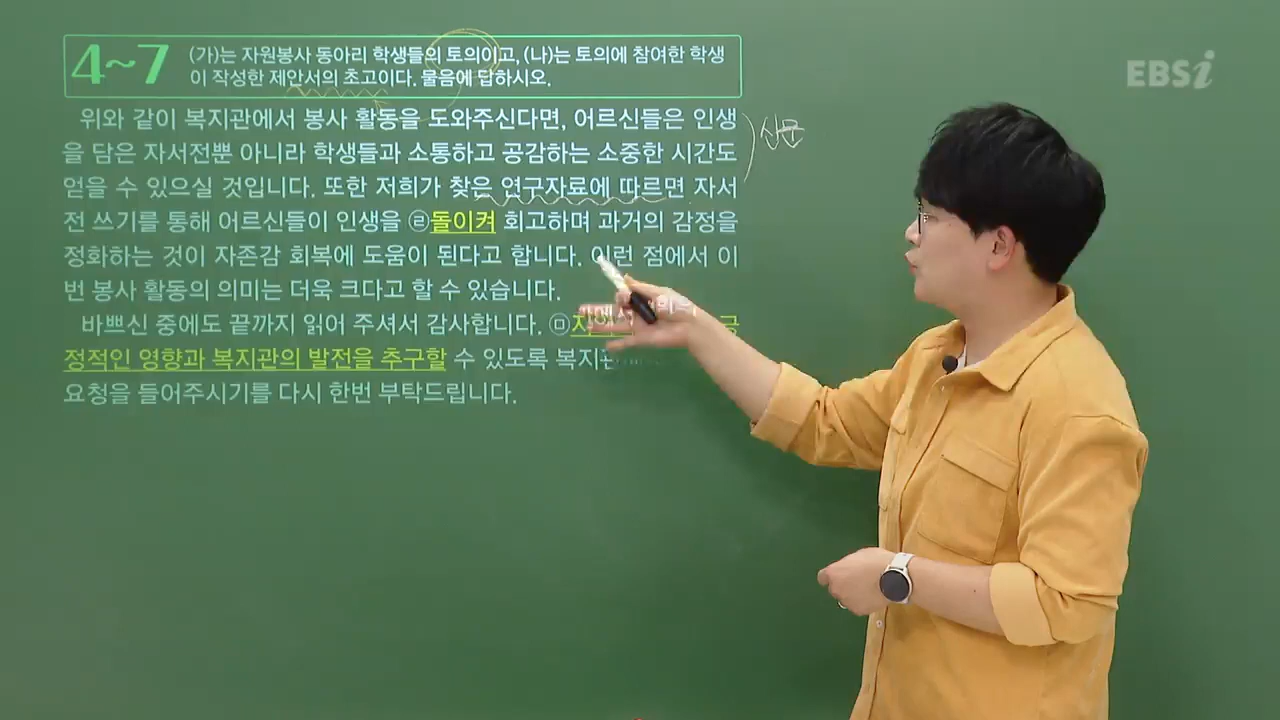 4~7
(가)는 자원봉사 동아리 학생들의 토의이고, (나)는 토의에 참여한 학생
이 작성한 제안서의 초고이다. 물음에 답하시오.
EBSi
위와 같이 복지관에서 봉사 활동을 도와주신다면, 어르신들은 인생
을 담은 자서전뿐 아니라 학생들과 소통하고 공감하는 소중한 시간도
얻을 수 있으실 것입니다. 또한 저희가 찾은 연구자료에 따르면 자서
전 쓰기를 통해 어르신들이 인생을 ㉣돌이켜 회고하며 과거의 감정을
정화하는 것이 자존감 회복에 도움이 된다고 합니다. 이런 점에서 이
번 봉사 활동의 의미는 더욱 크다고 할 수 있습니다.
바쁘신 중에도 끝까지 읽어 주셔서 감사합니다. ㉤ 긍
정적인 영향과 복지관의 발전을 추구할 수 있도록
요청을 들어주시기를 다시 한번 부탁드립니다.